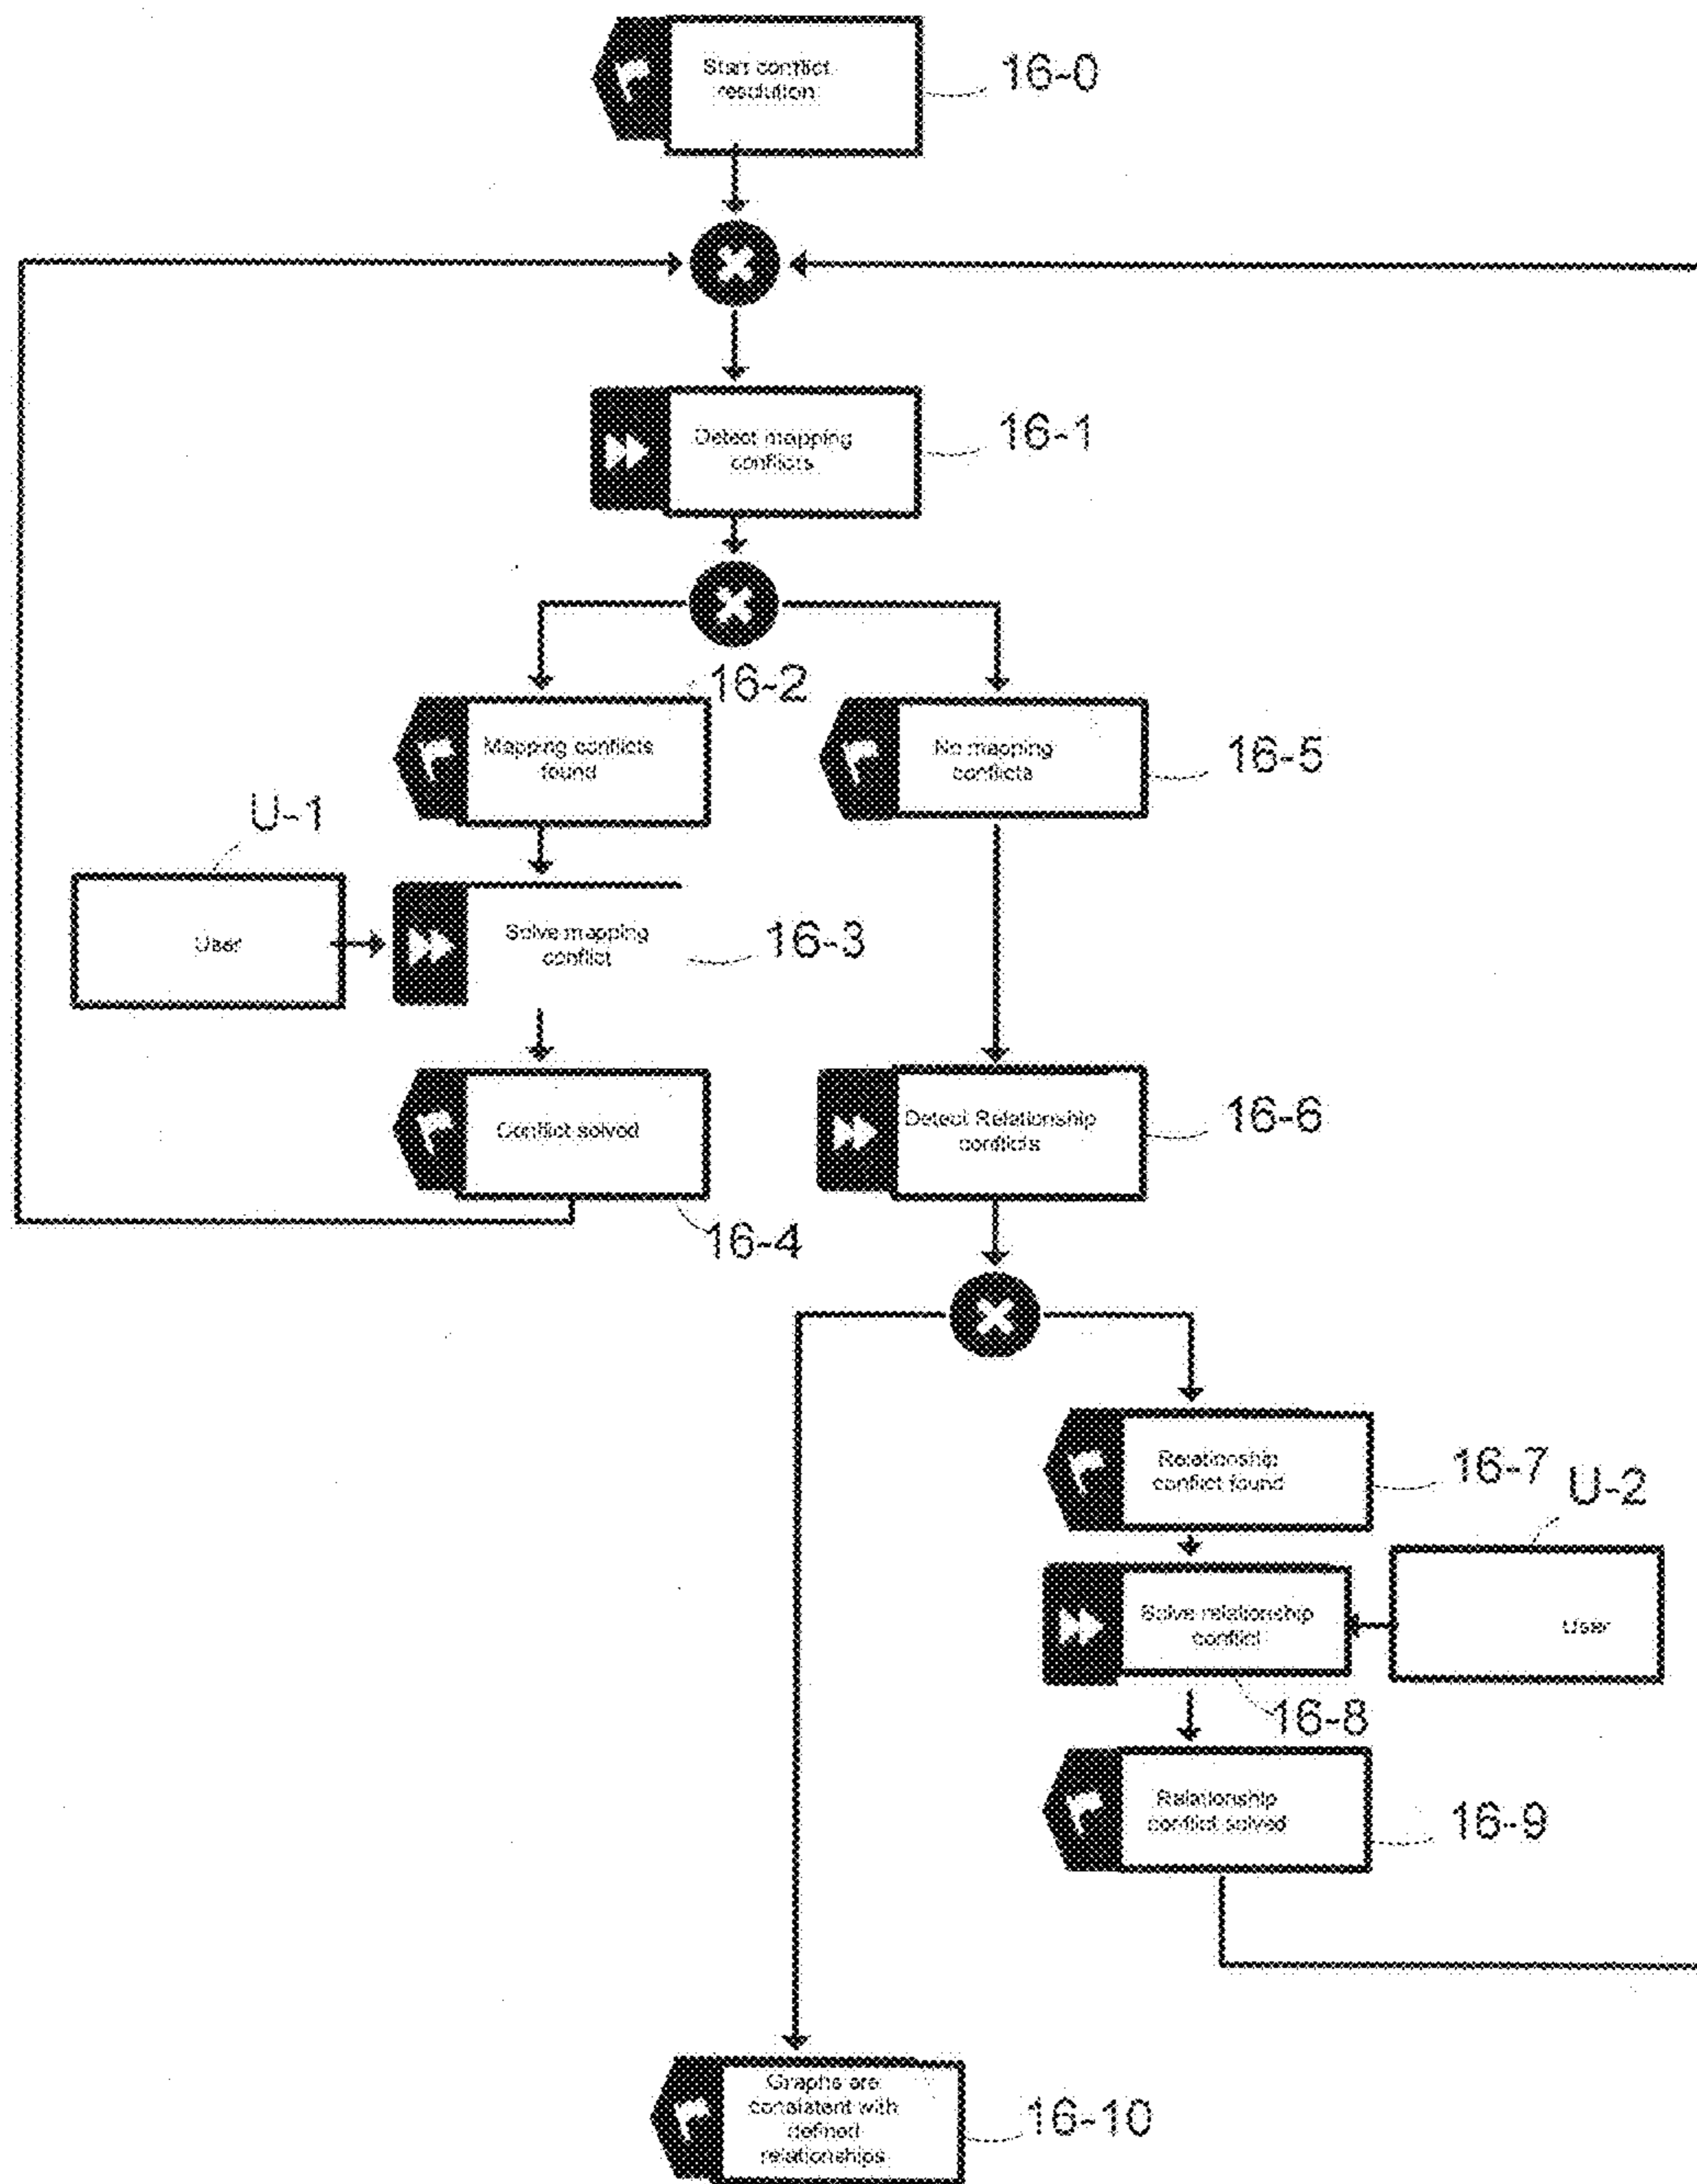 Start conflict
resolution
16-0
Detect mapping
conflicts
16-1
16-2
Mapping conflicts
found
No mapping
conflicts
16-5
U-1
User
Solve mapping
conflict
16-3
Conflict solved
16-4
Detect Relationship
conflicts
16-6
Relationship
conflict found
16-7
U-2
Solve relationship
conflict
User
16-8
Relationship
conflict solved
16-9
Graphs are
consistent with
defined
relationships
16-10